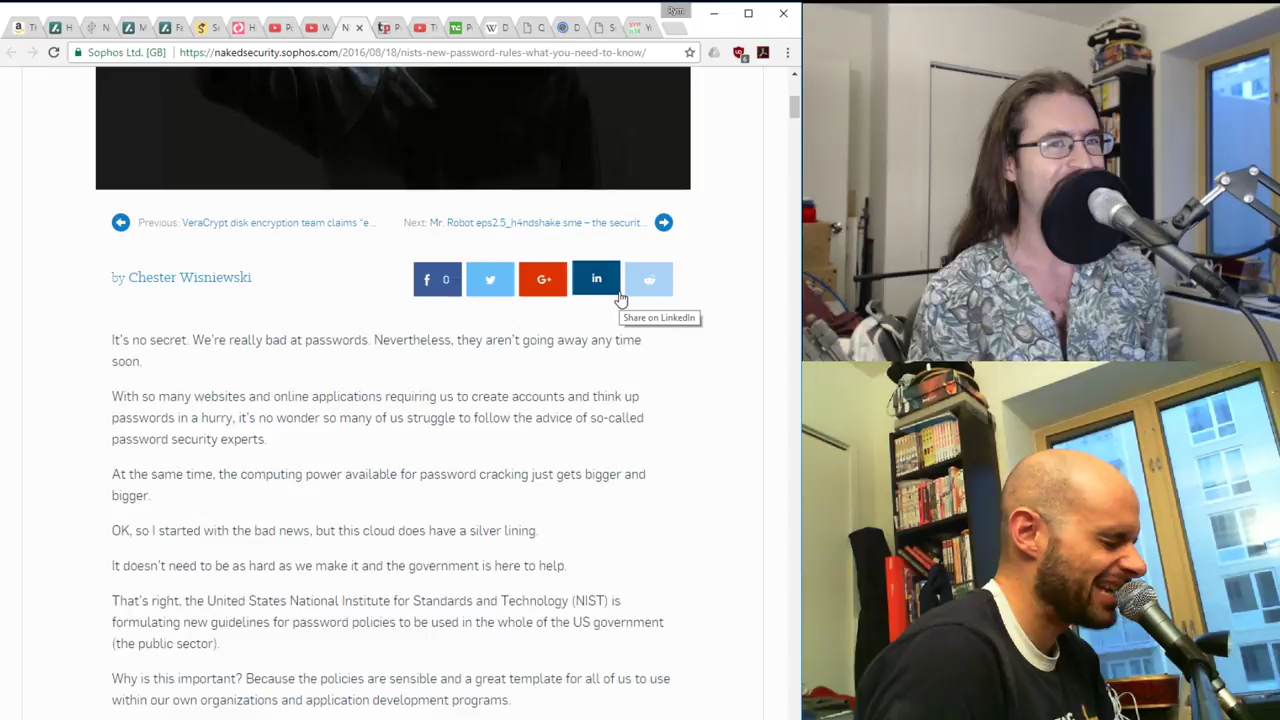 Rym
Sophos Ltd. [GB]
https://nakedsecurity.sophos.com/2016/08/18/nists-new-password-rules-what-you-need-to-know/
6
Previous: VeraCrypt disk encryption team claims “e...
Next: Mr. Robot eps2.5_h4ndshake.sme – the securit...
by Chester Wisniewski
f 0
G+
in
Share on LinkedIn
It's no secret. We're really bad at passwords. Nevertheless, they aren't going away any time
soon.
With so many websites and online applications requiring us to create accounts and think up
passwords in a hurry, it's no wonder so many of us struggle to follow the advice of so-called
password security experts.
At the same time, the computing power available for password cracking just gets bigger and
bigger.
OK, so I started with the bad news, but this cloud does have a silver lining.
It doesn't need to be as hard as we make it and the government is here to help.
That's right, the United States National Institute for Standards and Technology (NIST) is
formulating new guidelines for password policies to be used in the whole of the US government
(the public sector).
Why is this important? Because the policies are sensible and a great template for all of us to use
within our own organizations and application development programs.